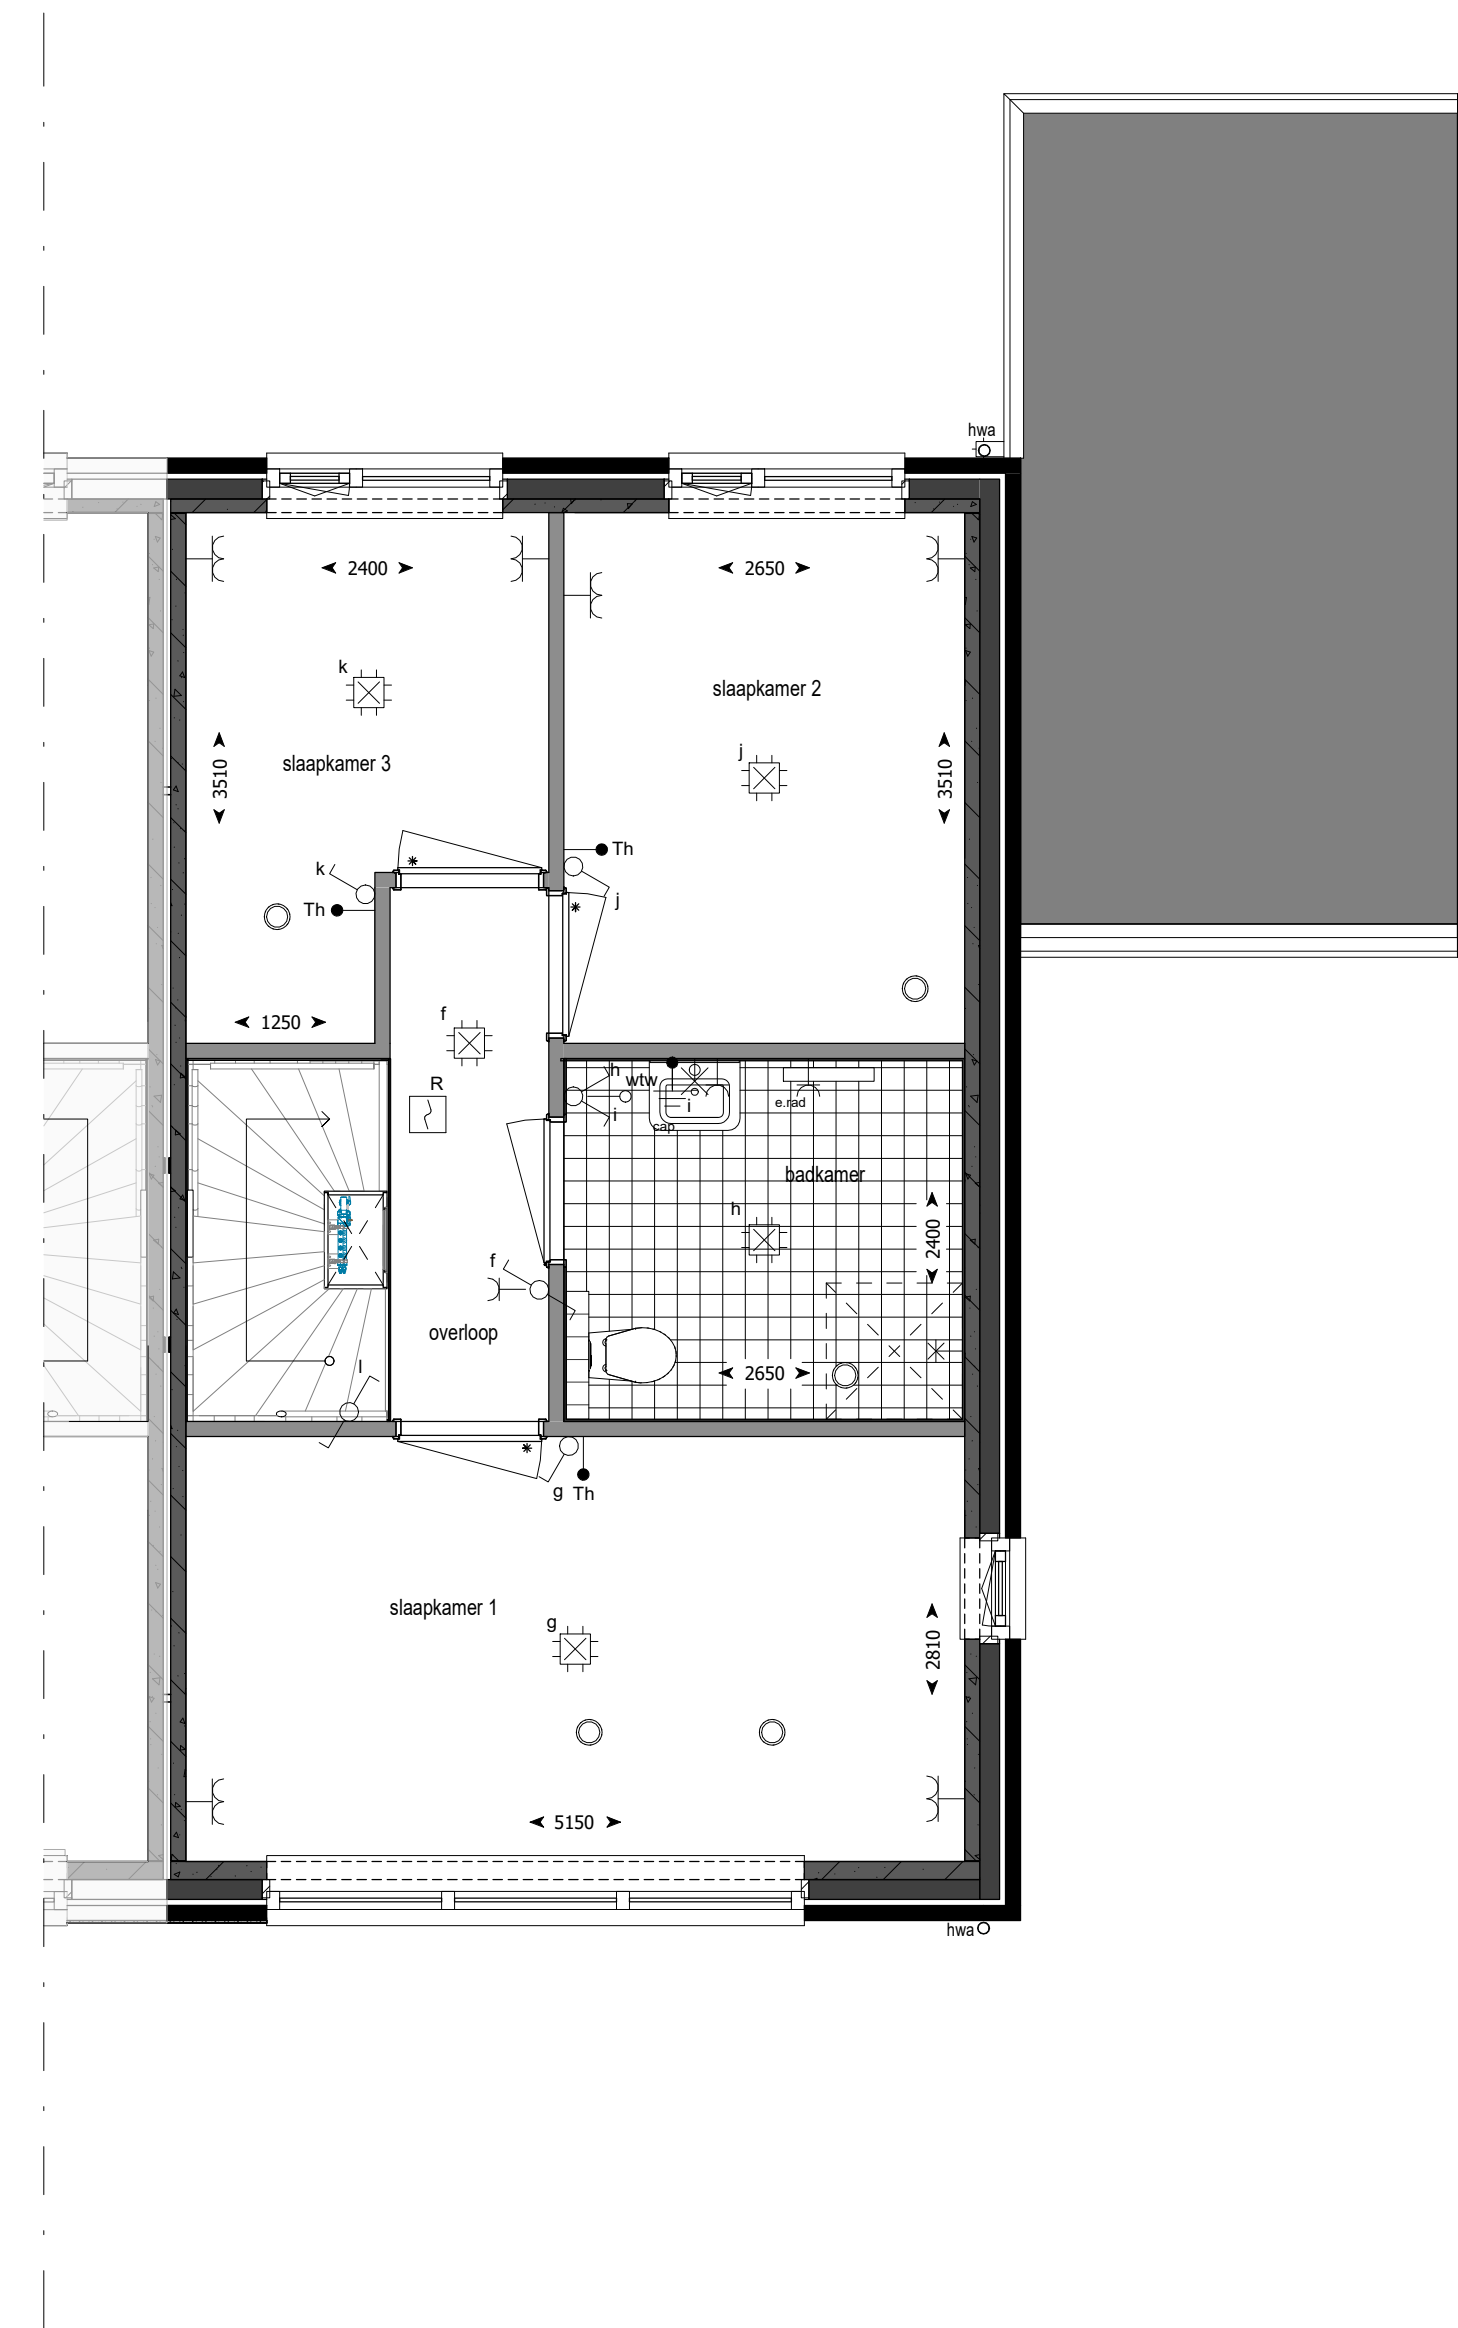 hwa
2400
2650
k
slaapkamer 2
j
slaapkamer 3
3510
3510
Th
k
Th
j
1250
f
R
h
wtw
i
i
e.rad
cap
badkamer
h
2400
f
overloop
l
2650
g
Th
slaapkamer 1
g
2810
5150
hwa